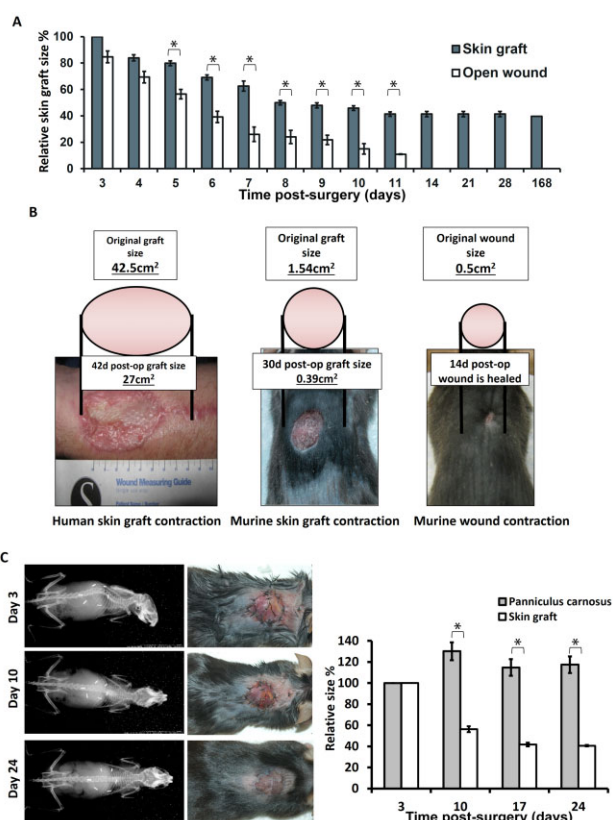 A
Relative skin graft size %
100
80
60
40
20
0
Skin graft
Open wound
*
*
*
*
*
*
*
3 4 5 6 7 8 9 10 11 14 21 28 168
Time post-surgery (days)
B
Original graft
size
42.5cm²
Original graft
size
1.54cm²
Original wound
size
0.5cm²
42d post-op graft size
27cm²
30d post-op graft size
0.39cm²
14d post-op
wound is healed
S
Wound Measuring Guide
Human skin graft contraction
Murine skin graft contraction
Murine wound contraction
C
Day 3
Day 10
Day 24
Panniculus carnosus
Skin graft
Relative size %
140
120
100
80
60
40
20
0
*
*
*
3 10 17 24
Time post-surgery (days)